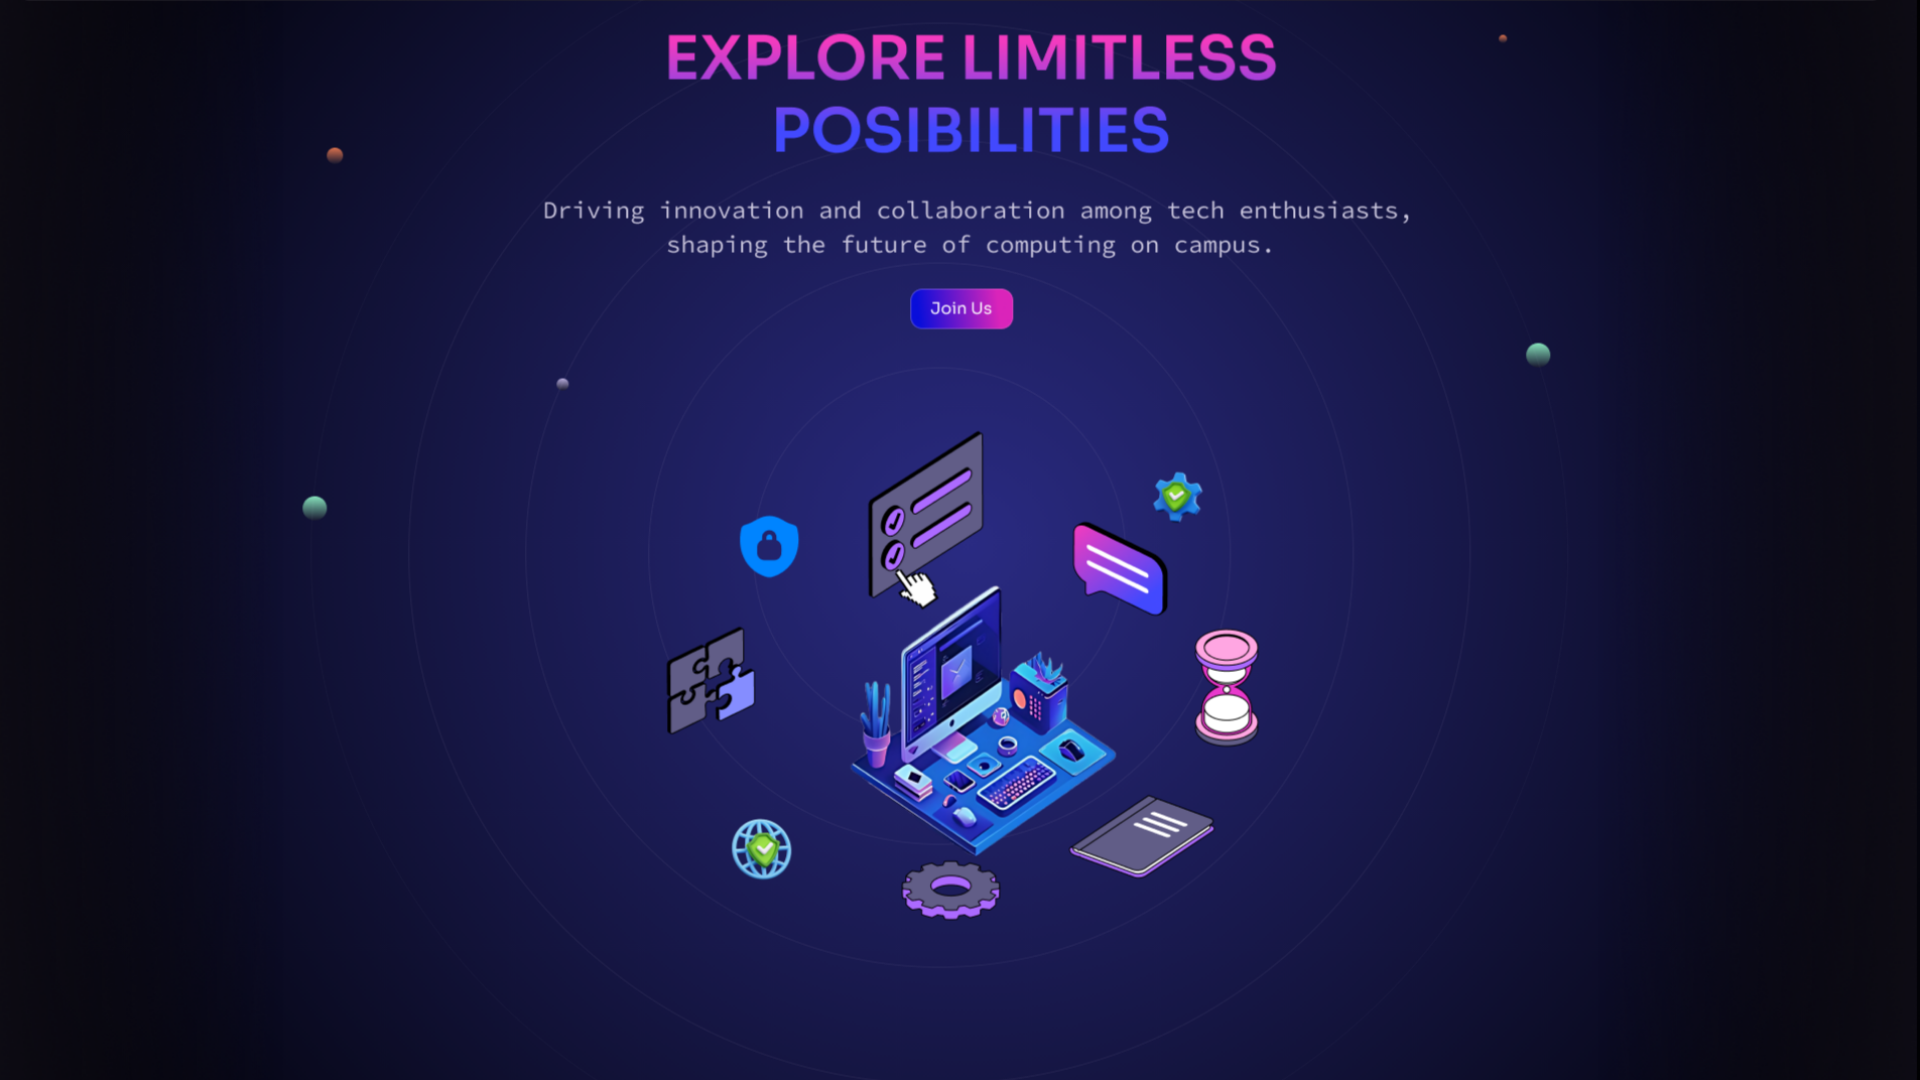 EXPLORE LIMITLESS
POSIBILITIES
Driving innovation and collaboration among tech enthusiasts,
shaping the future of computing on campus.
Join Us